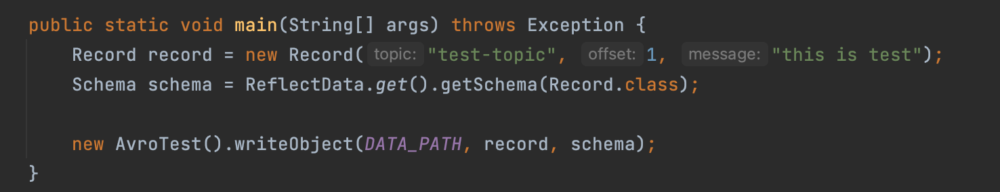 public static void main(String[] args) throws Exception {
Record record = new Record( topic: "test-topic", offset: 1, message: "this is test");
Schema schema = ReflectData.get().getSchema(Record.class);
new AvroTest().writeObject(DATA_PATH, record, schema);
}